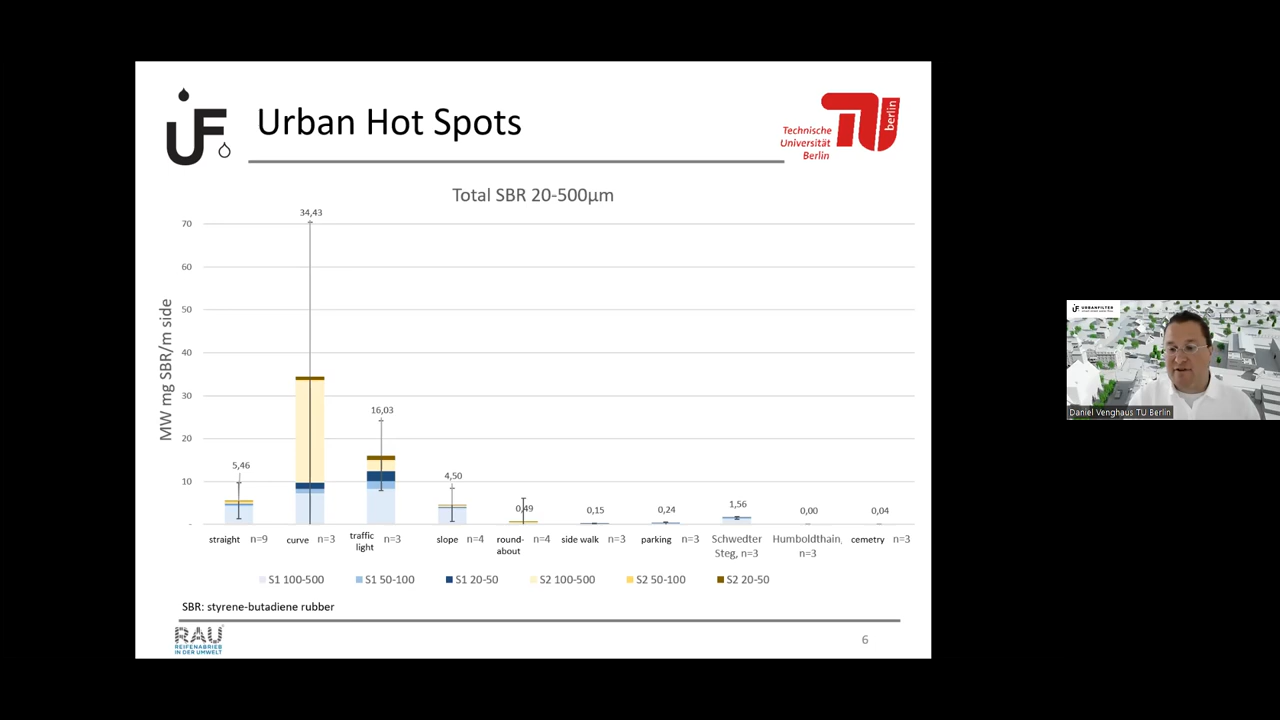 UF
Urban Hot Spots
Technische
Universität
Berlin
TU berlin
Total SBR 20-500µm
MW mg SBR/m side
70
60
50
40
30
20
10
-
5,46
34,43
16,03
4,50
0,49
0,15
0,24
1,56
0,00
0,04
straight n=9
curve n=3
traffic
light n=3
slope n=4
round-
about n=4
side walk n=3
parking n=3
Schwedter
Steg, n=3
Humboldthain,
n=3
cemetry n=3
S1 100-500 S1 50-100 S1 20-50 S2 100-500 S2 50-100 S2 20-50
SBR: styrene-butadiene rubber
RAU
REIFENABRIEB
IN DER UMWELT
6
URBANFILTER
Daniel Venghaus TU Berlin